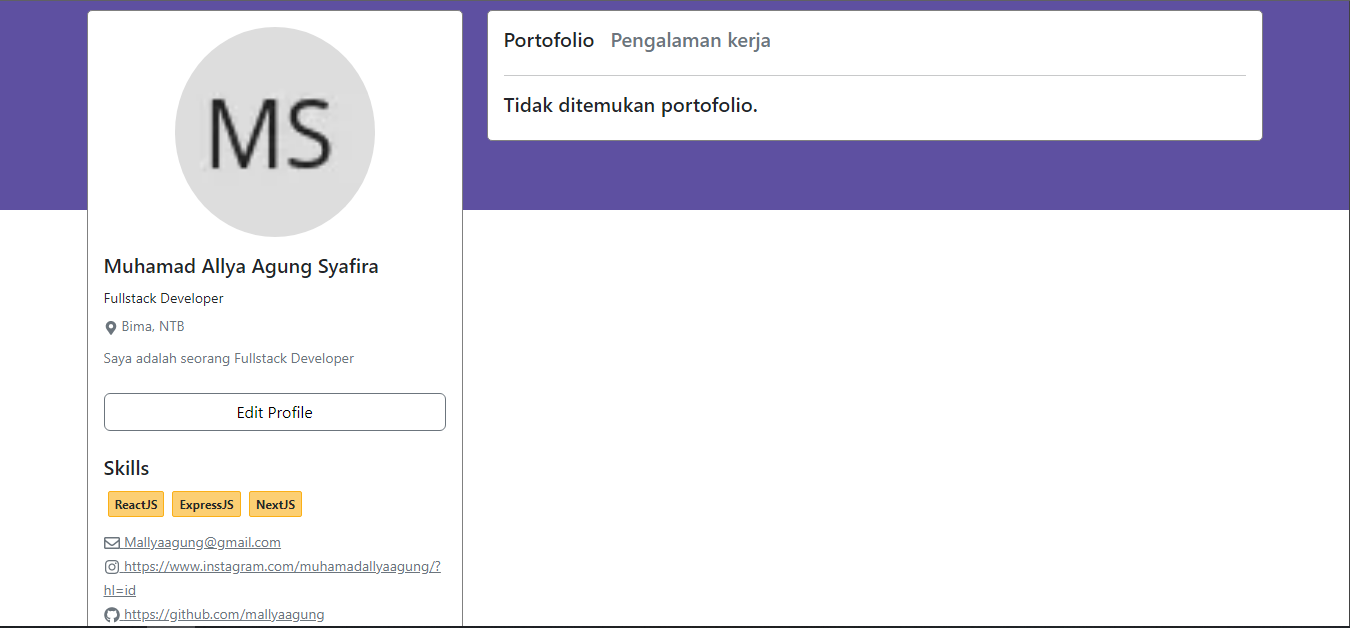 MS
Muhamad Allya Agung Syafira
Fullstack Developer
Bima, NTB
Saya adalah seorang Fullstack Developer
Edit Profile
Skills
ReactJS ExpressJS NextJS
Mallyaagung@gmail.com
https://www.instagram.com/muhamadallyaagung/?
hl=id
https://github.com/mallyaagung
Portofolio Pengalaman kerja
Tidak ditemukan portofolio.